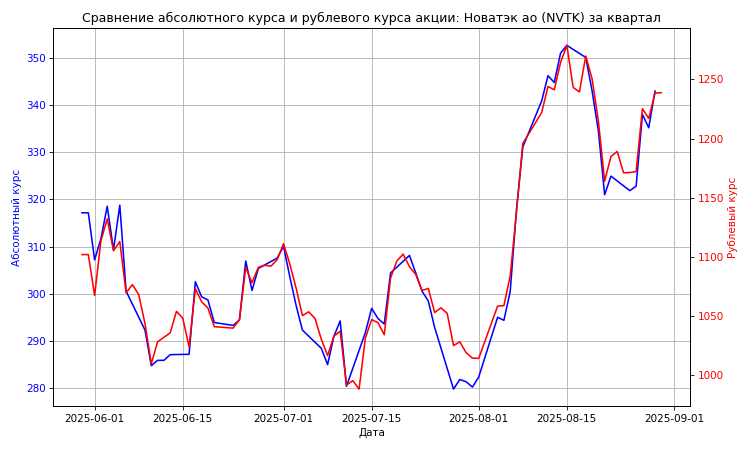 Сравнение абсолютного курса и рублевого курса акции: Новатэк ао (NVTK) за квартал
350
340
330
320
310
300
290
280
Абсолютный курс
1250
1200
1150
1100
1050
1000
Рублевый курс
2025-06-01 2025-06-15 2025-07-01 2025-07-15 2025-08-01 2025-08-15 2025-09-01
Дата